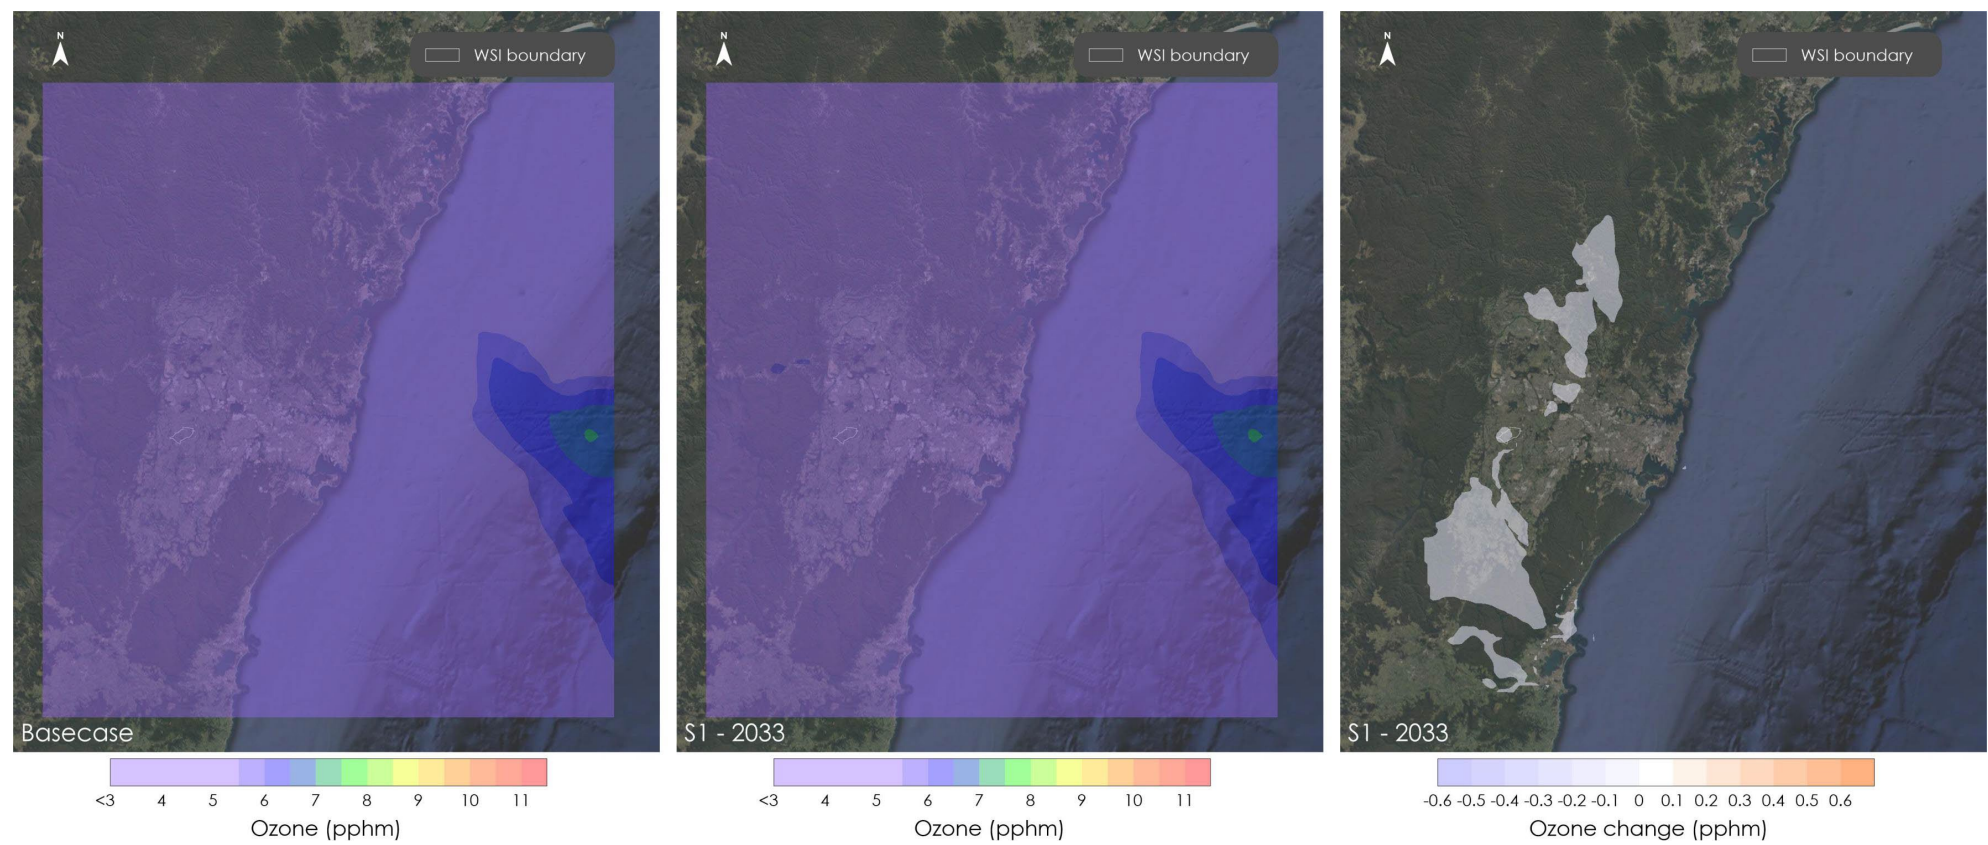 N
WSI boundary
N
WSI boundary
N
WSI boundary
Basecase
S1 - 2033
S1 - 2033
<3 4 5 6 7 8 9 10 11
Ozone (pphm)
<3 4 5 6 7 8 9 10 11
Ozone (pphm)
-0.6 -0.5 -0.4 -0.3 -0.2 -0.1 0 0.1 0.2 0.3 0.4 0.5 0.6
Ozone change (pphm)